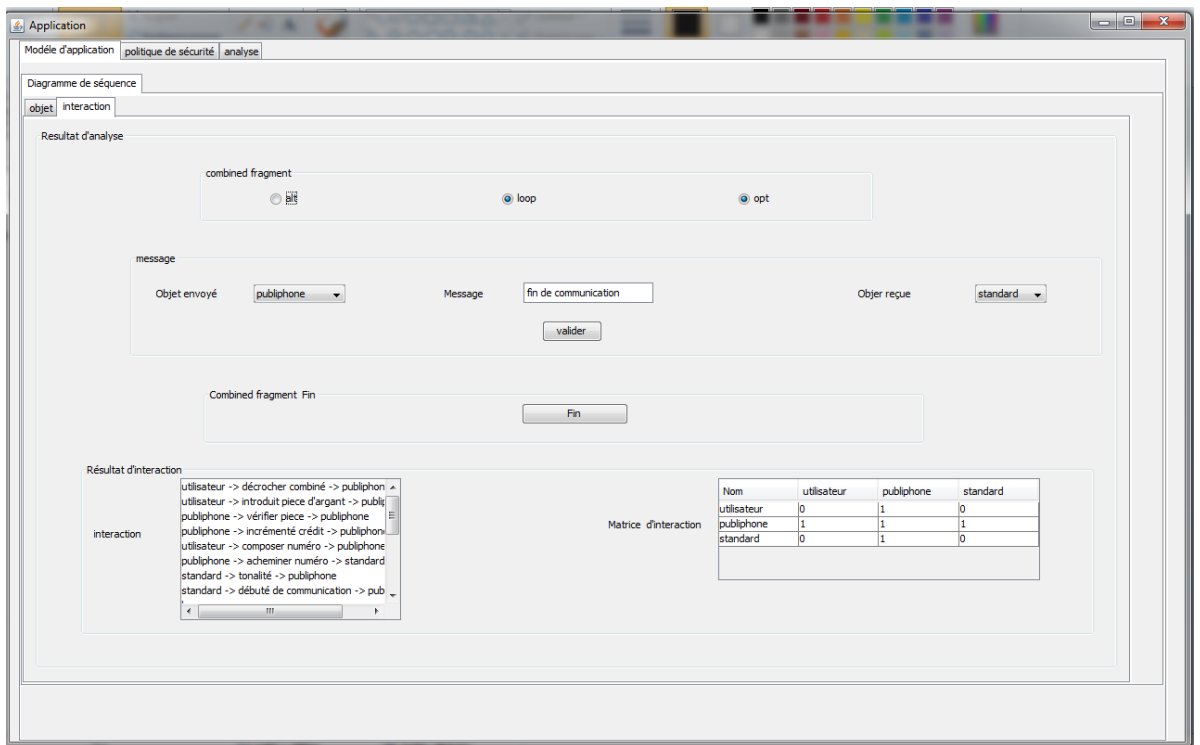 Application
Modéle d'application politique de sécurité analyse
Diagramme de séquence
objet interaction
Resultat d'analyse
combined fragment
alt loop opt
message
Objet envoyé publiphone Message fin de communication Objer reçue standard
valider
Combined fragment Fin
Fin
Résultat d'interaction
interaction
utilisateur -> décrocher combiné -> publiphon
utilisateur -> introduit piece d'argant -> publip
publiphone -> vérifier piece -> publiphone
publiphone -> incrémenté crédit -> publiphon
utilisateur -> composer numéro -> publiphone
publiphone -> acheminer numéro -> standard
standard -> tonalité -> publiphone
standard -> débuté de communication -> pub
Matrice d'interaction
Nom utilisateur publiphone standard
utilisateur 0 1 0
publiphone 1 1 1
standard 0 1 0